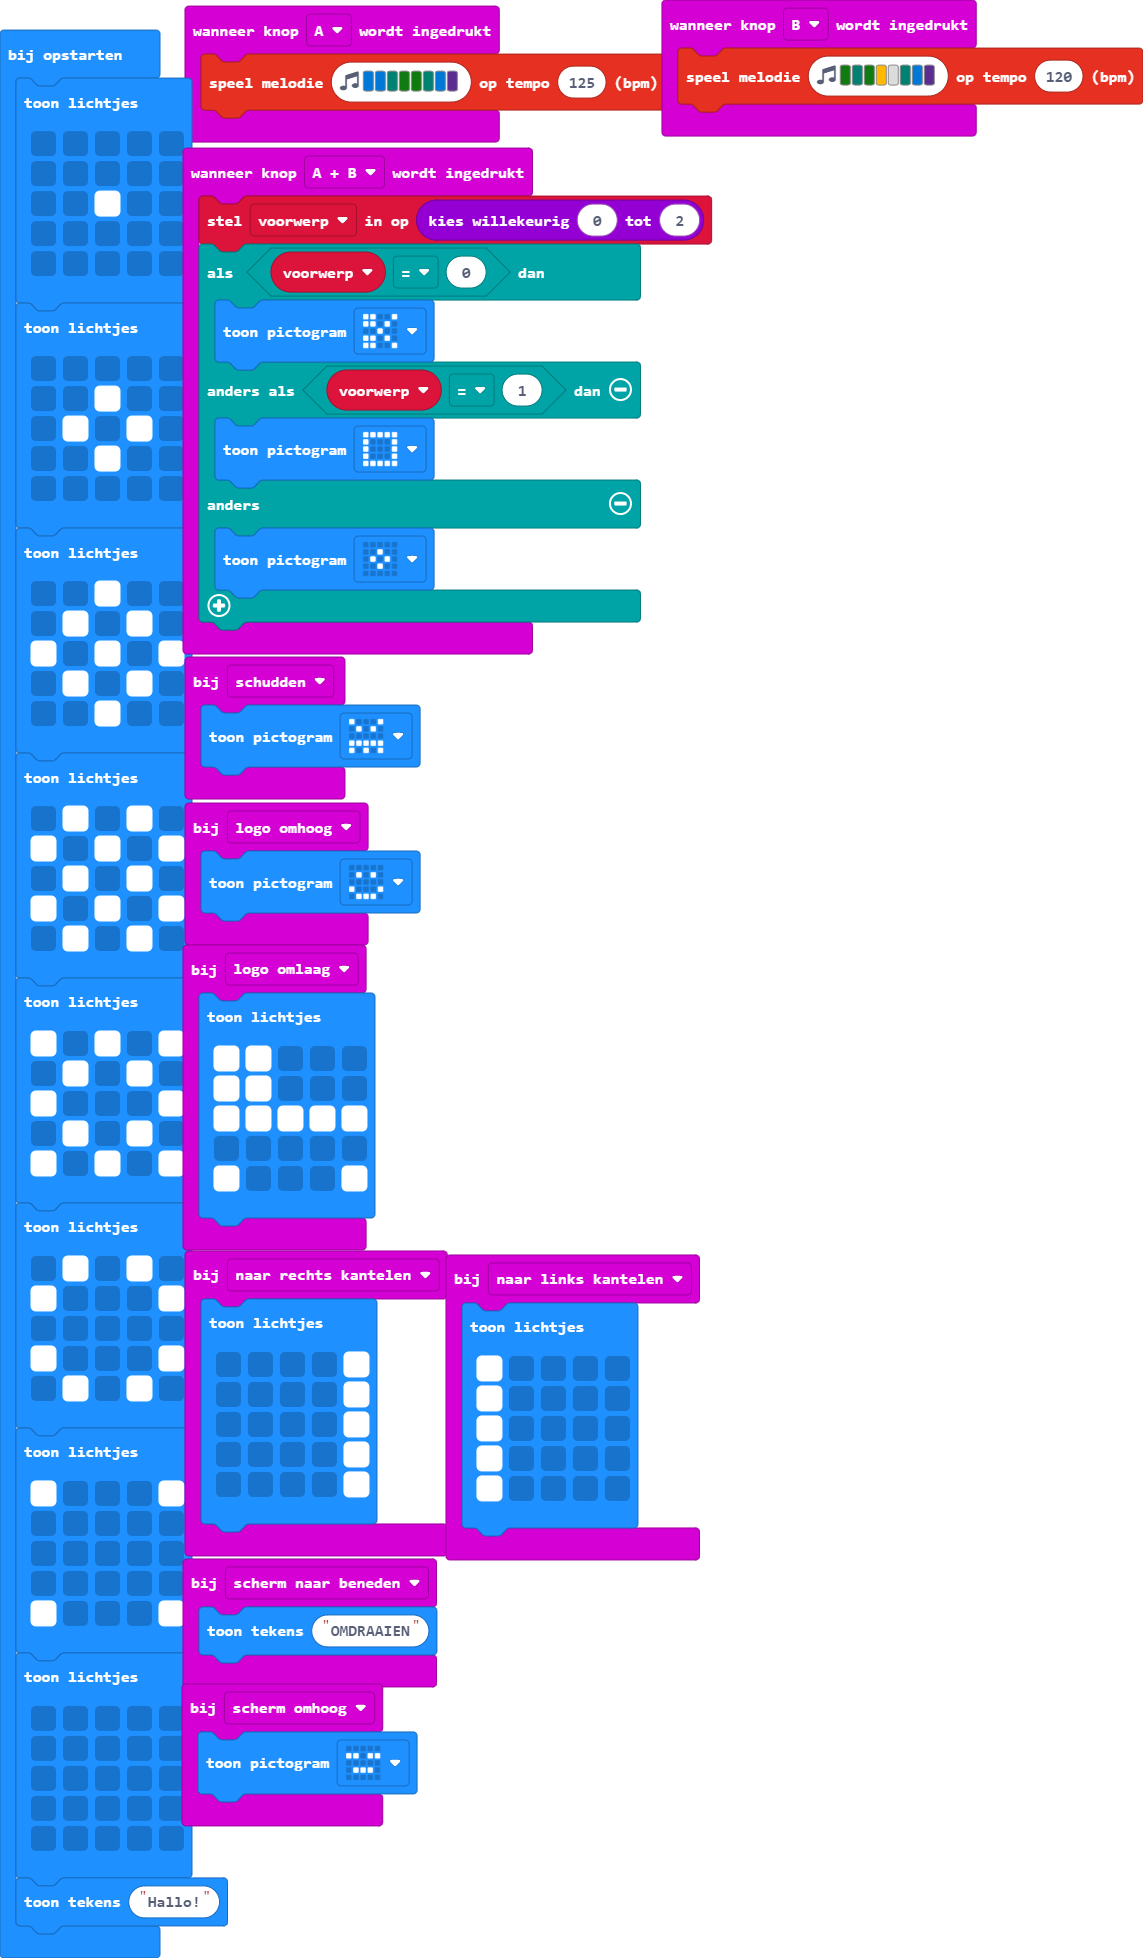 bij opstarten
toon lichtjes
toon lichtjes
toon lichtjes
toon lichtjes
toon lichtjes
toon lichtjes
toon lichtjes
toon lichtjes
toon tekens "Hallo!"
wanneer knop A wordt ingedrukt
speel melodie op tempo 125 (bpm)
wanneer knop B wordt ingedrukt
speel melodie op tempo 120 (bpm)
wanneer knop A + B wordt ingedrukt
stel voorwerp in op kies willekeurig 0 tot 2
als voorwerp = 0 dan
toon pictogram
anders als voorwerp = 1 dan
toon pictogram
anders
toon pictogram
bij schudden
toon pictogram
bij logo omhoog
toon pictogram
bij logo omlaag
toon lichtjes
bij naar rechts kantelen
toon lichtjes
bij naar links kantelen
toon lichtjes
bij scherm naar beneden
toon tekens "OMDRAAIEN"
bij scherm omhoog
toon pictogram